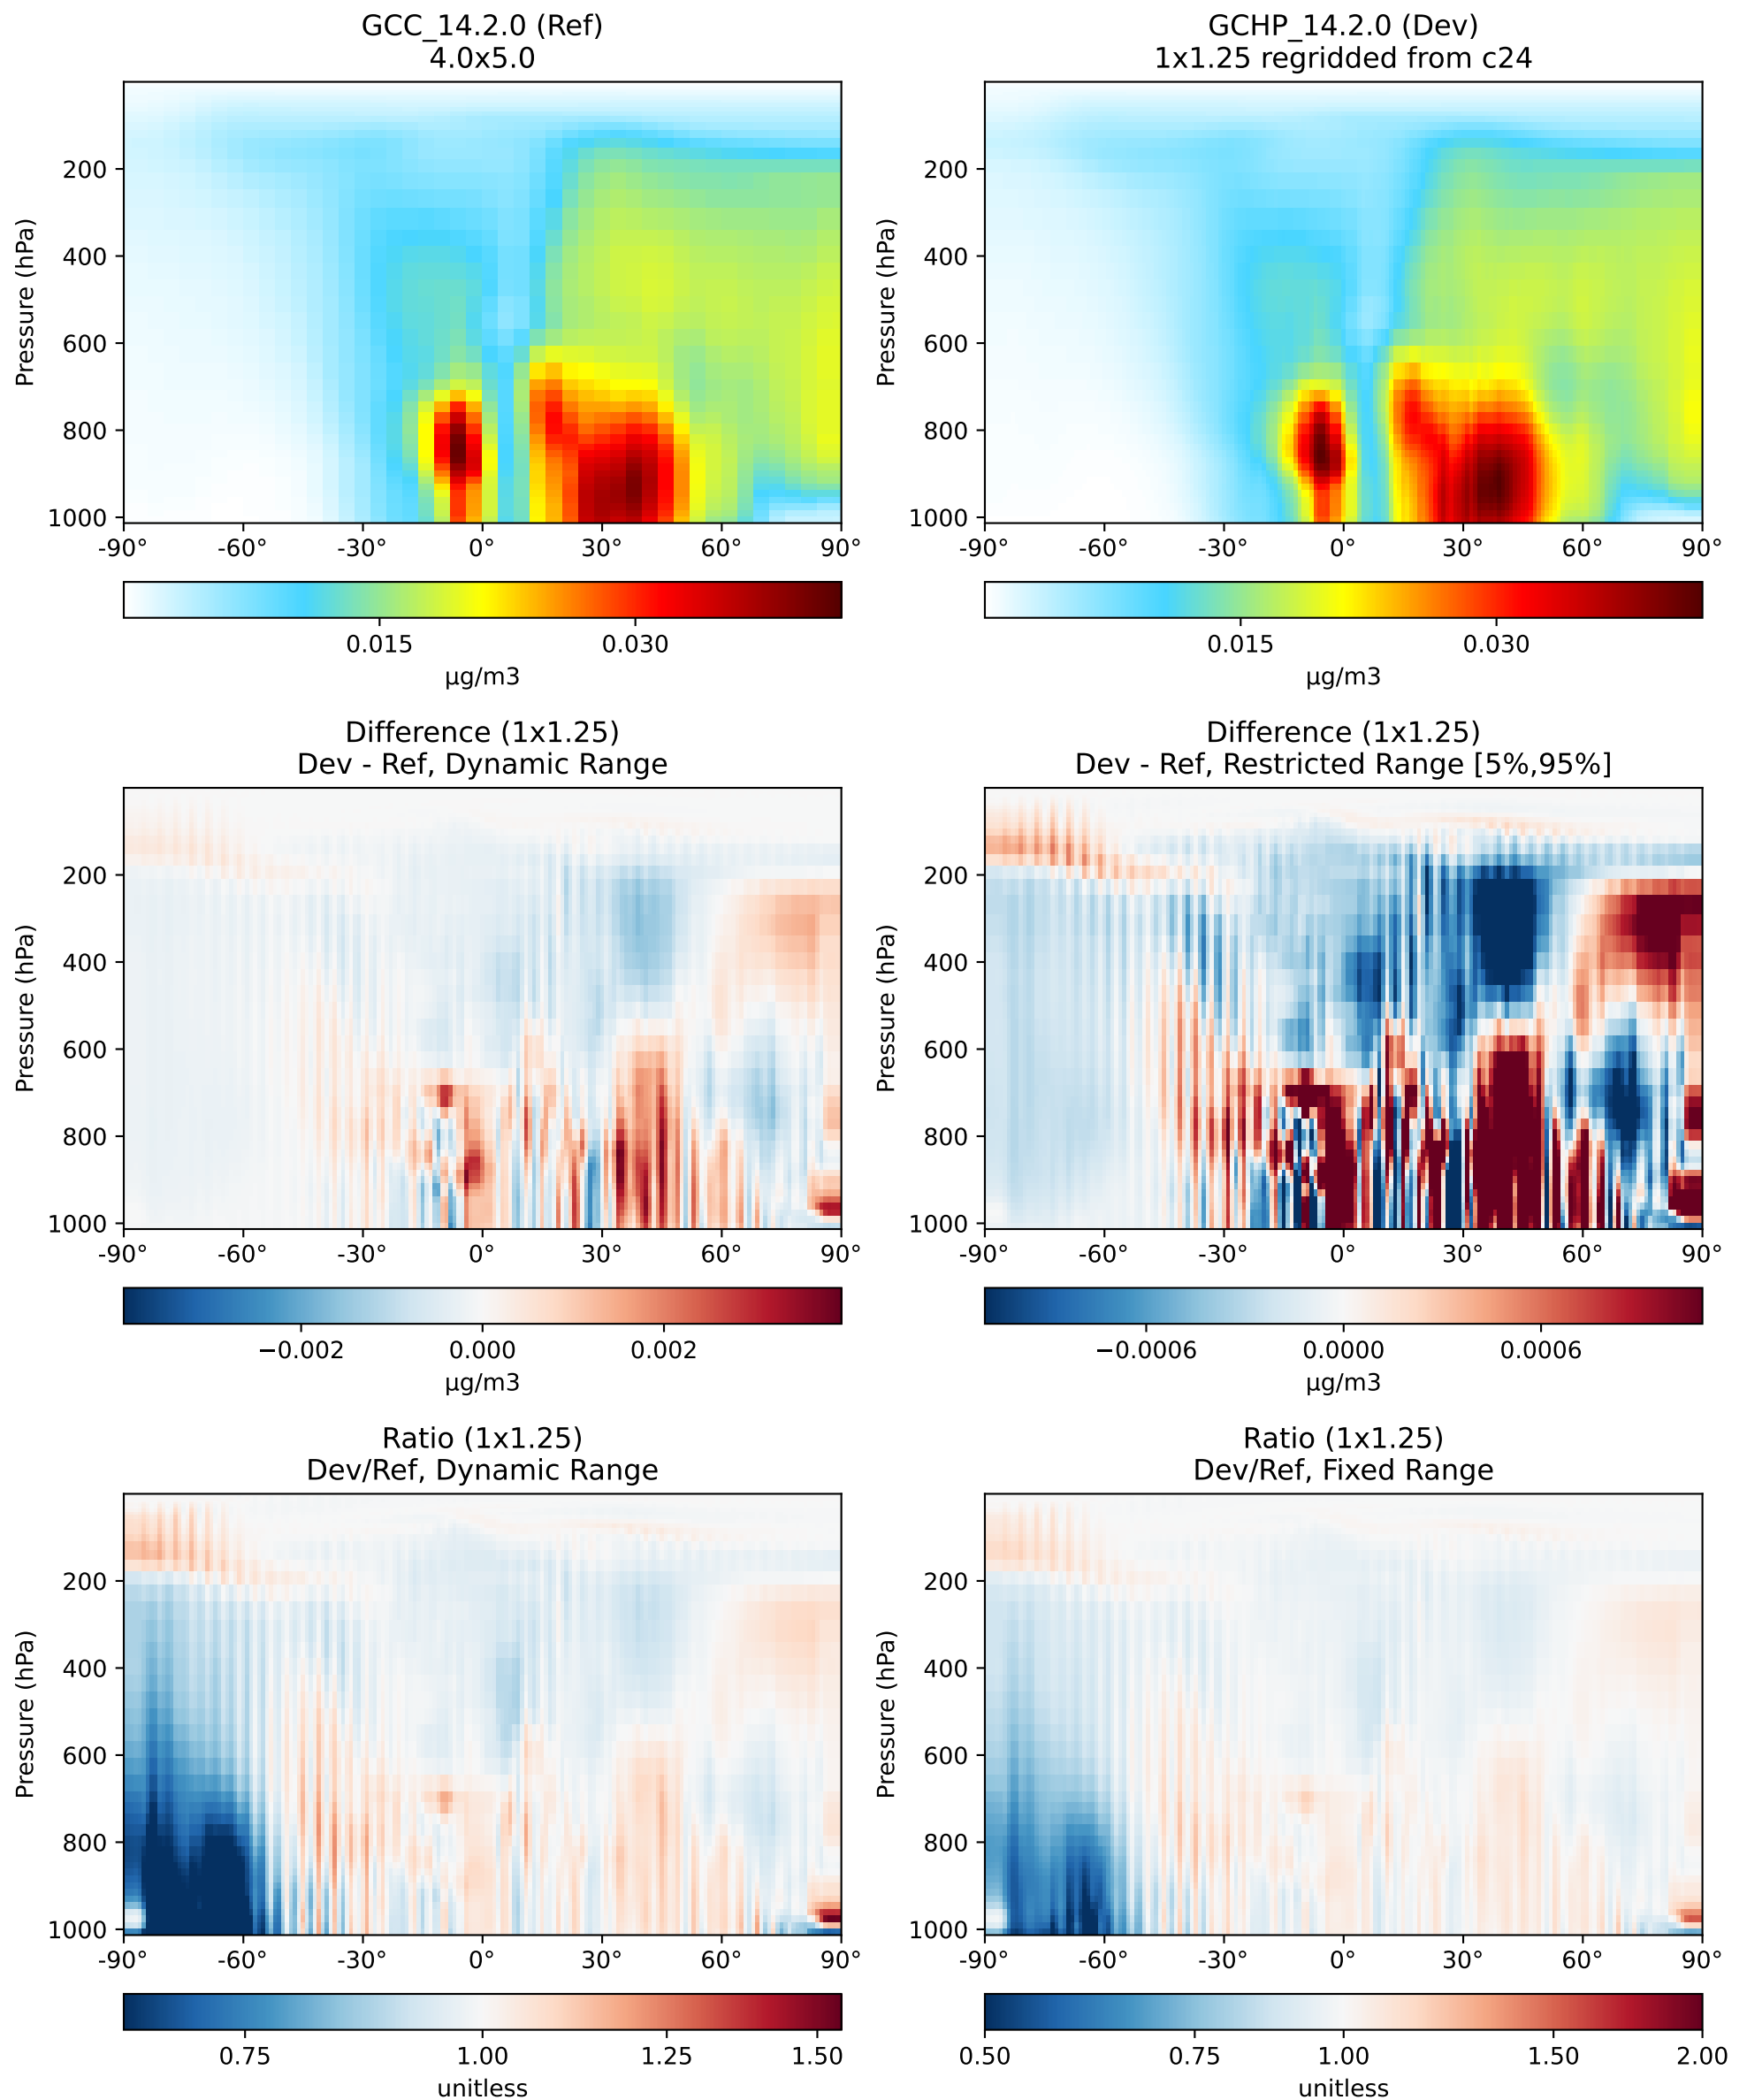 GCC_14.2.0 (Ref)
4.0x5.0
Pressure (hPa)
200
400
600
800
1000
-90° -60° -30° 0° 30° 60° 90°
0.015 0.030
µg/m3
GCHP_14.2.0 (Dev)
1x1.25 regridded from c24
Pressure (hPa)
200
400
600
800
1000
-90° -60° -30° 0° 30° 60° 90°
0.015 0.030
µg/m3
Difference (1x1.25)
Dev - Ref, Dynamic Range
Pressure (hPa)
200
400
600
800
1000
-90° -60° -30° 0° 30° 60° 90°
−0.002 0.000 0.002
µg/m3
Difference (1x1.25)
Dev - Ref, Restricted Range [5%,95%]
Pressure (hPa)
200
400
600
800
1000
-90° -60° -30° 0° 30° 60° 90°
−0.0006 0.0000 0.0006
µg/m3
Ratio (1x1.25)
Dev/Ref, Dynamic Range
Pressure (hPa)
200
400
600
800
1000
-90° -60° -30° 0° 30° 60° 90°
0.75 1.00 1.25 1.50
unitless
Ratio (1x1.25)
Dev/Ref, Fixed Range
Pressure (hPa)
200
400
600
800
1000
-90° -60° -30° 0° 30° 60° 90°
0.50 0.75 1.00 1.50 2.00
unitless